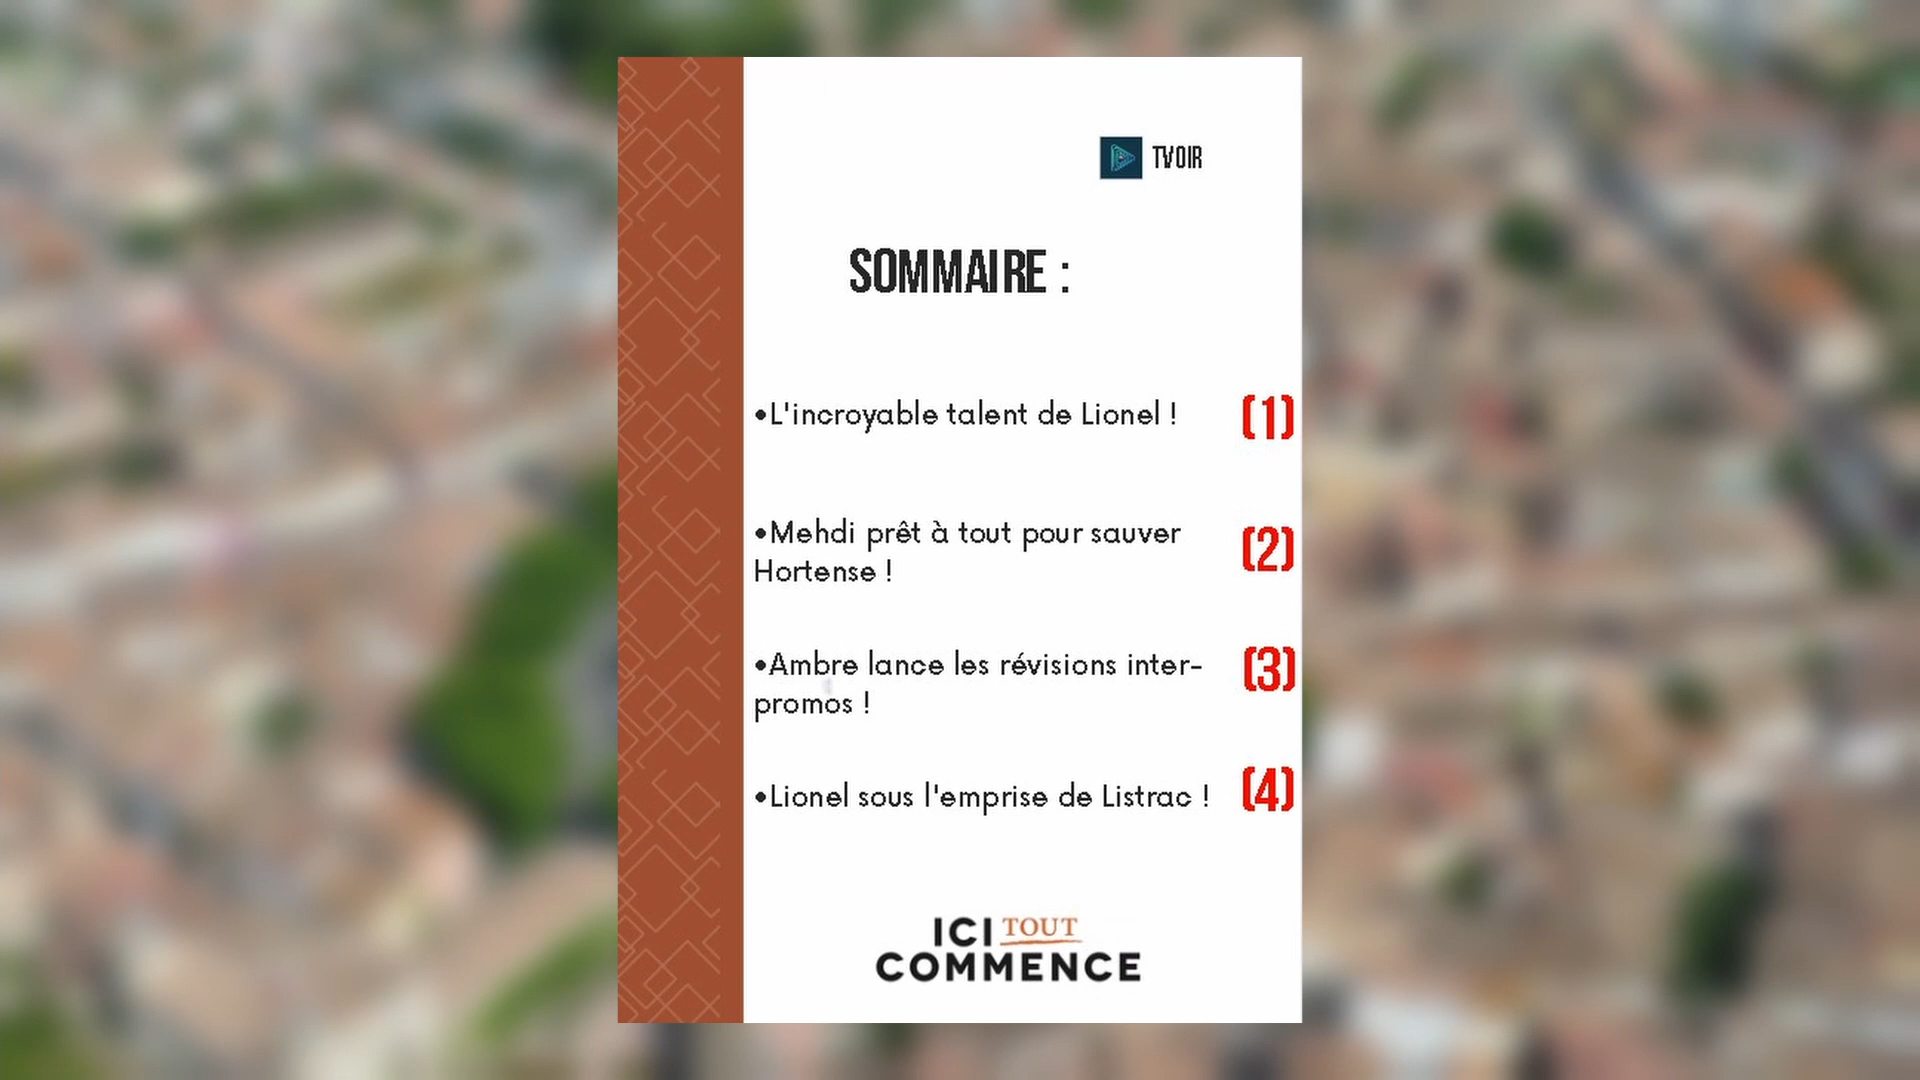 TVOIR
SOMMAIRE :
•L'incroyable talent de Lionel ! (1)
•Mehdi prêt à tout pour sauver (2)
Hortense !
•Ambre lance les révisions inter- (3)
promos !
•Lionel sous l'emprise de Listrac ! (4)
ICI TOUT
COMMENCE